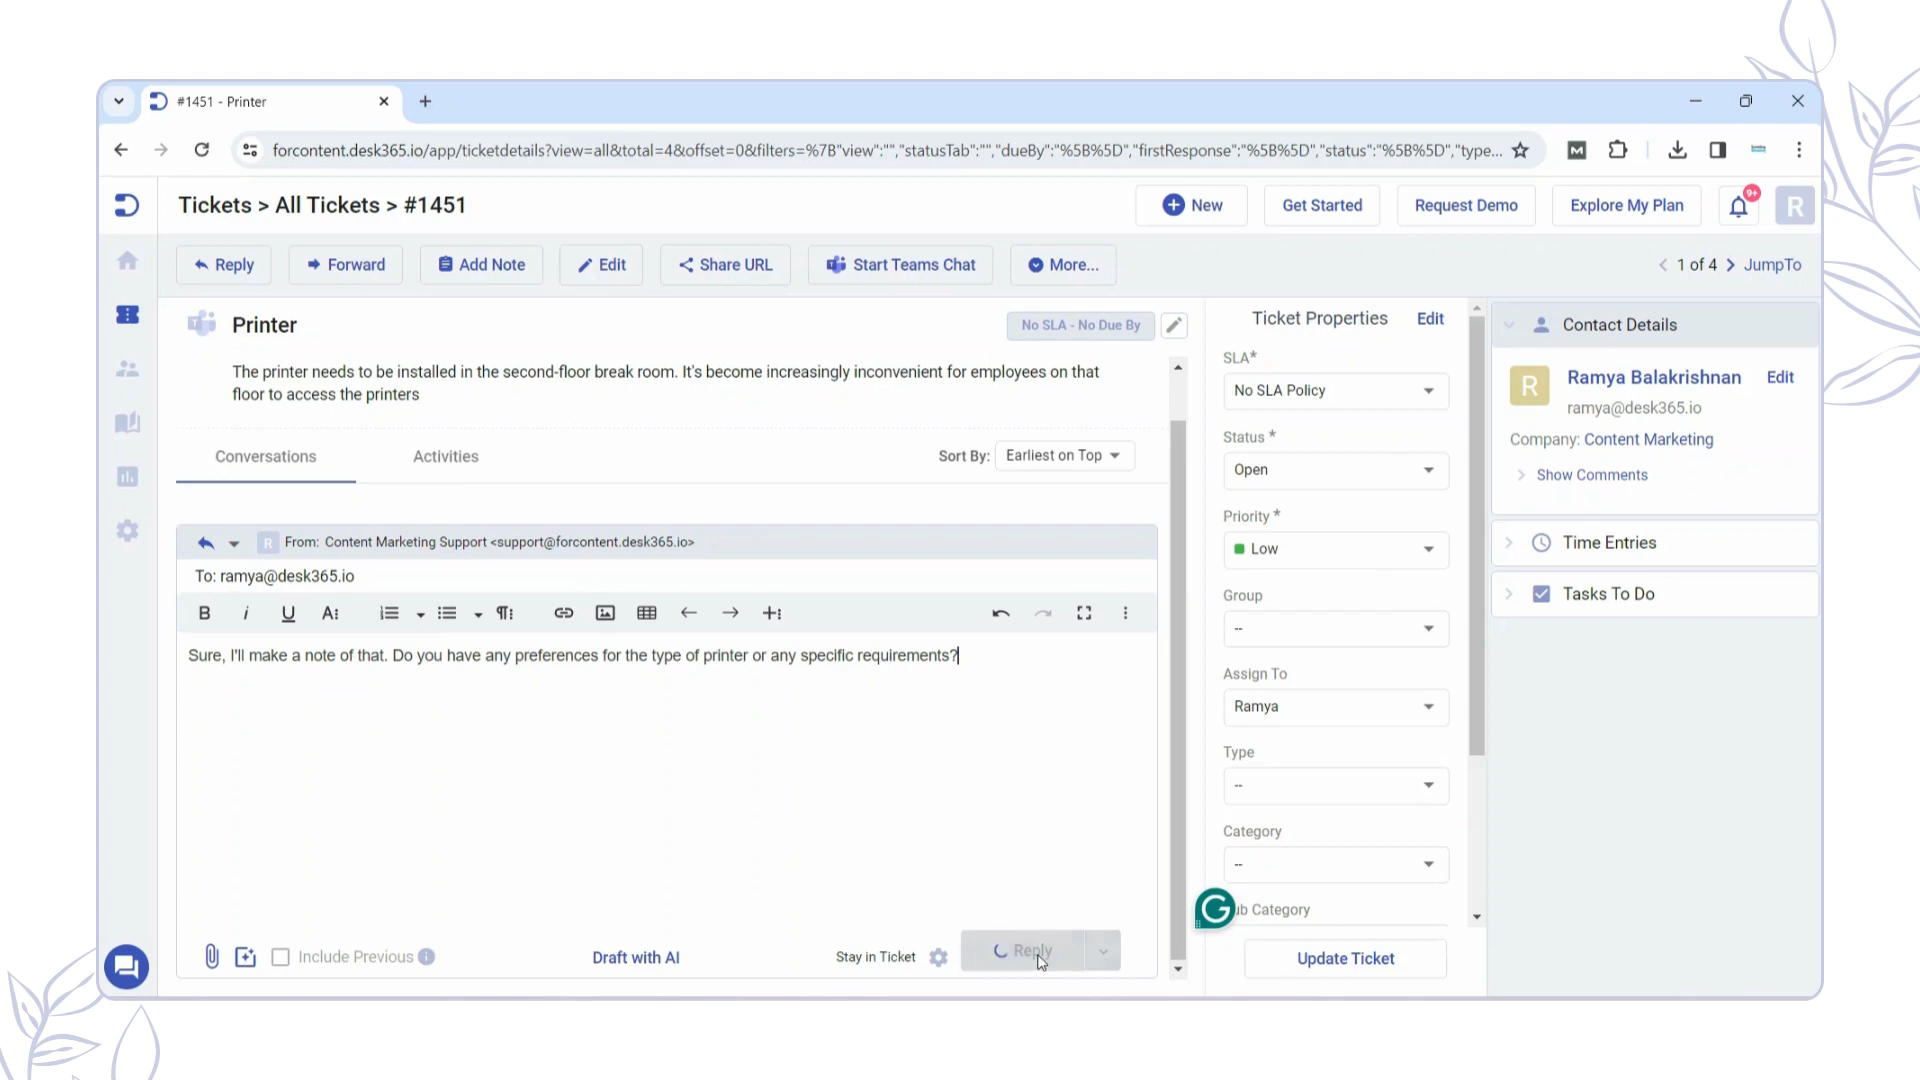 #1451 - Printer
forcontent.desk365.io/app/ticketdetails?view=all&total=4&offset=0&filters=%7B"view":"","statusTab":"","dueBy":"%5B%5D","firstResponse":"%5B%5D","status":"%5B%5D","type...
Tickets > All Tickets > #1451
New
Get Started
Request Demo
Explore My Plan
9+
R
Reply
Forward
Add Note
Edit
Share URL
Start Teams Chat
More...
1 of 4
JumpTo
Printer
No SLA - No Due By
The printer needs to be installed in the second-floor break room. It's become increasingly inconvenient for employees on that
floor to access the printers
Conversations
Activities
Sort By:
Earliest on Top
R
From: Content Marketing Support <support@forcontent.desk365.io>
To: ramya@desk365.io
Sure, I'll make a note of that. Do you have any preferences for the type of printer or any specific requirements?
Include Previous
Draft with AI
Stay in Ticket
Reply
Ticket Properties
Edit
SLA*
No SLA Policy
Status *
Open
Priority *
Low
Group
--
Assign To
Ramya
Type
--
Category
--
ub Category
Update Ticket
Contact Details
R
Ramya Balakrishnan
Edit
ramya@desk365.io
Company: Content Marketing
Show Comments
Time Entries
Tasks To Do